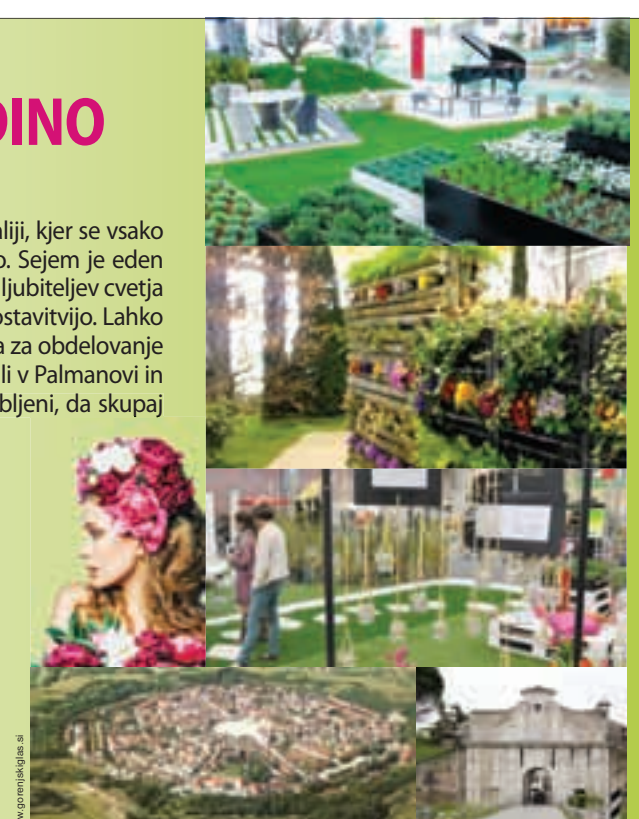 DINO
liji, kjer se vsako
o. Sejem je eden
ljubiteljev cvetja
ostavitvijo. Lahko
a za obdelovanje
li v Palmanovi in
bljeni, da skupaj
w.gorenjskiglas.si